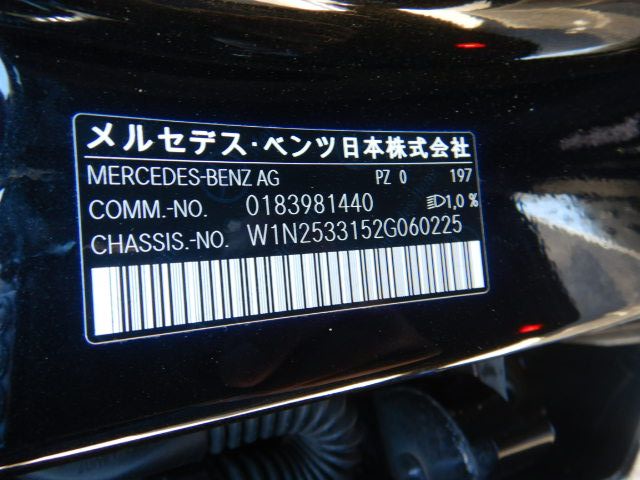 メルセデス・ベンツ日本株式会社
MERCEDES-BENZ AG PZ 0 197
COMM.-NO. 0183981440 1,0 %
CHASSIS.-NO. W1N2533152G060225